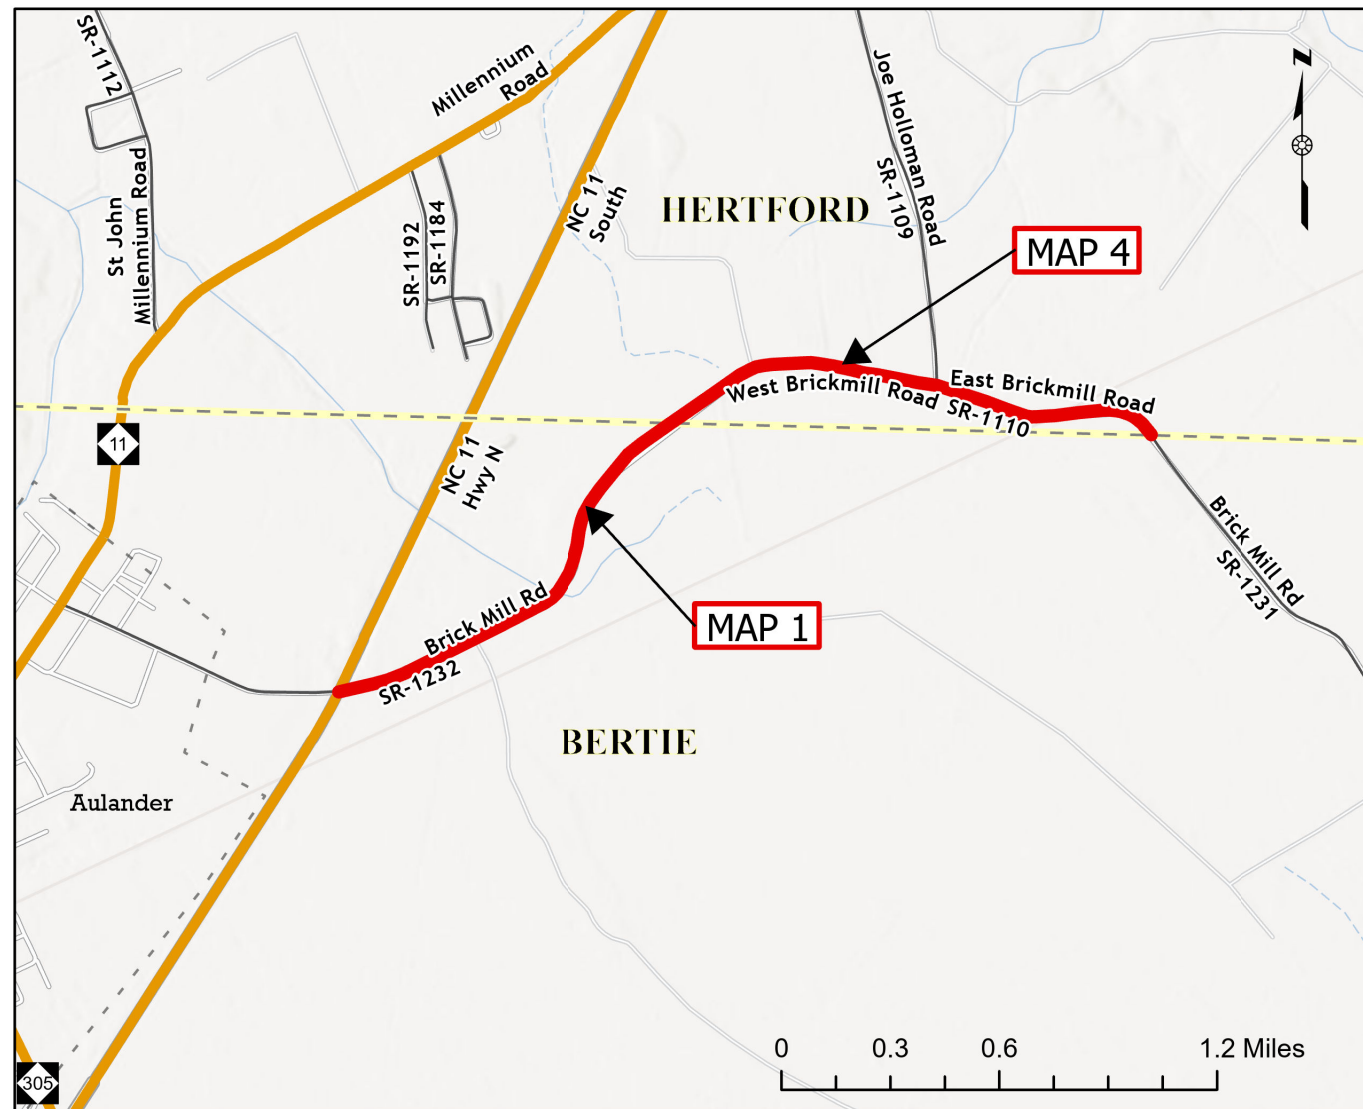 SR-1112
Millennium
Road
Joe Holloman Road
SR-1109
N
St John
Millennium Road
SR-1192
SR-1184
NC 11
South
HERTFORD
MAP 4
West Brickmill Road
SR-1110
East Brickmill Road
11
NC 11
Hwy N
Brick Mill Rd
SR-1231
Brick Mill Rd
SR-1232
MAP 1
BERTIE
Aulander
305
0 0.3 0.6 1.2 Miles